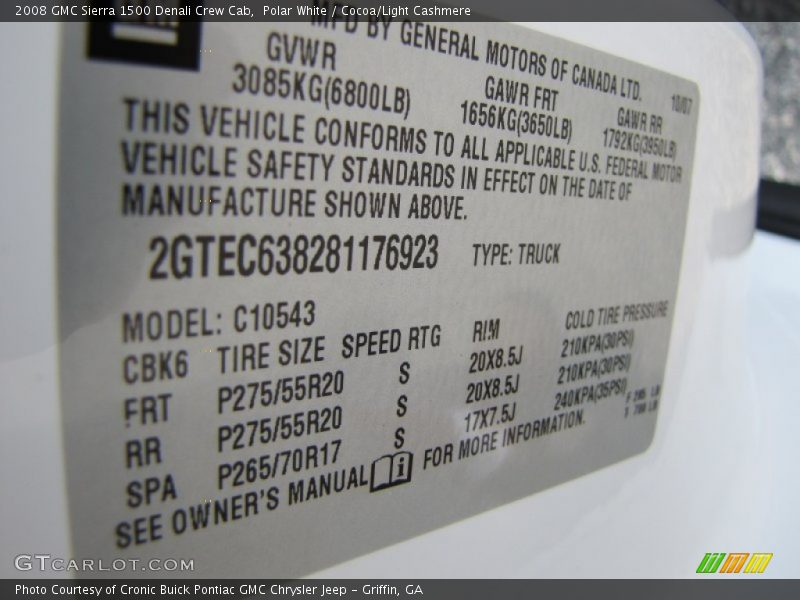 2008 GMC Sierra 1500 Denali Crew Cab, Polar White / Cocoa/Light Cashmere
MFD BY GENERAL MOTORS OF CANADA LTD.
10/07
GVWR GAWR FRT GAWR RR
3085KG(6800LB) 1656KG(3650LB) 1792KG(3950LB)
THIS VEHICLE CONFORMS TO ALL APPLICABLE U.S. FEDERAL MOTOR
VEHICLE SAFETY STANDARDS IN EFFECT ON THE DATE OF
MANUFACTURE SHOWN ABOVE.
2GTEC638281176923 TYPE: TRUCK
MODEL: C10543
CBK6 TIRE SIZE SPEED RTG RIM COLD TIRE PRESSURE
FRT P275/55R20 S 20X8.5J 210KPA(30PSI)
RR P275/55R20 S 20X8.5J 210KPA(30PSI)
SPA P265/70R17 S 17X7.5J 240KPA(35PSI)
SEE OWNER'S MANUAL FOR MORE INFORMATION.
GTCARLOT.COM
Photo Courtesy of Cronic Buick Pontiac GMC Chrysler Jeep - Griffin, GA